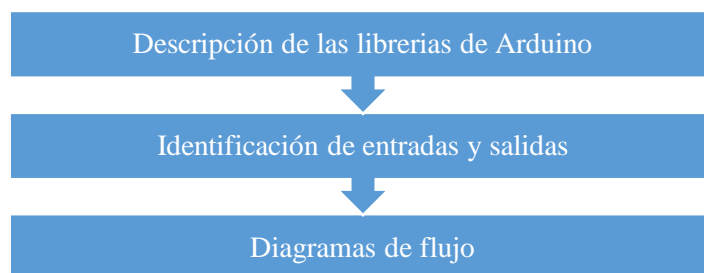 Descripción de las librerias de Arduino
Identificación de entradas y salidas
Diagramas de flujo